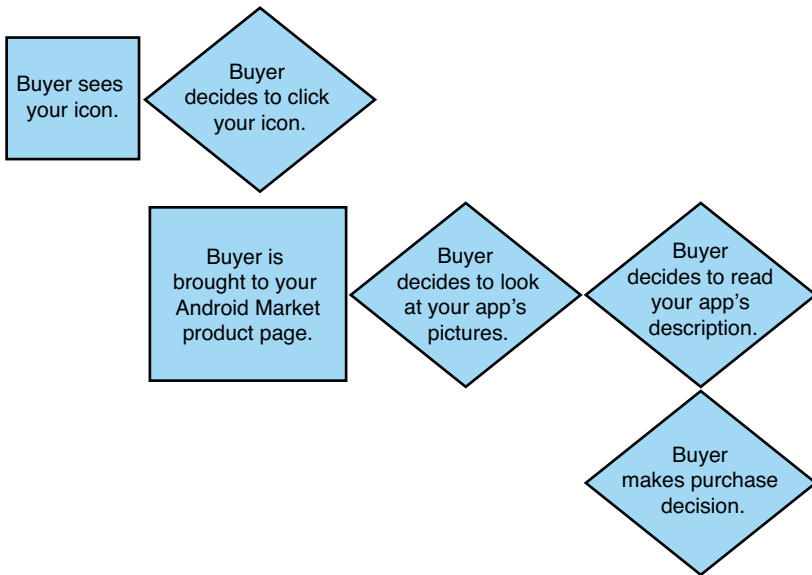 Buyer sees
your icon.
Buyer
decides to click
your icon.
Buyer is
brought to your
Android Market
product page.
Buyer
decides to look
at your app's
pictures.
Buyer
decides to read
your app's
description.
Buyer
makes purchase
decision.